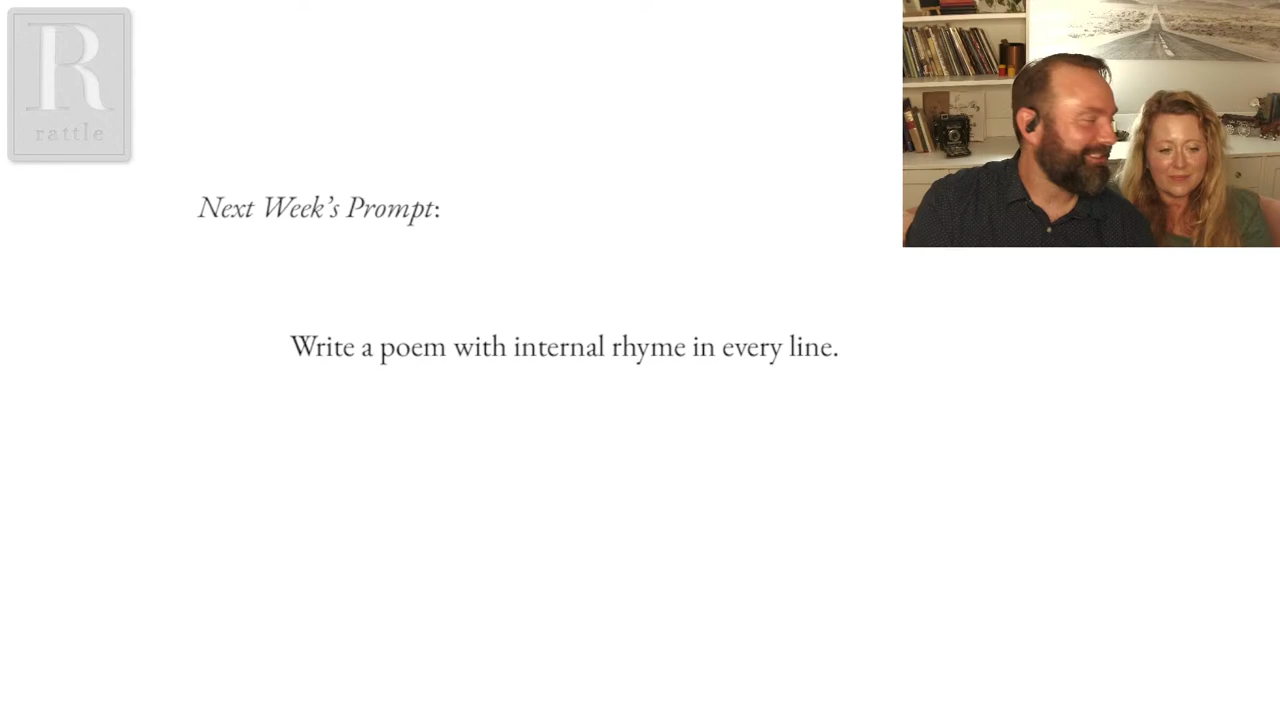 R
rattle
Next Week's Prompt:
Write a poem with internal rhyme in every line.